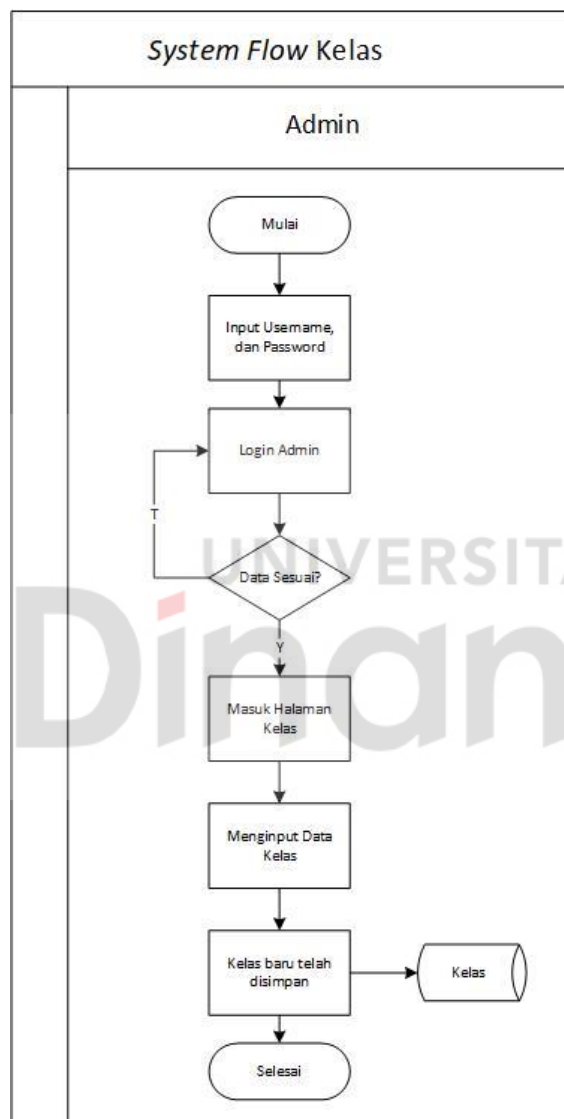 System Flow Kelas
Admin
Mulai
Input Username,
dan Password
Login Admin
T
Data Sesuai?
UNIVERSITA
Dinam
Y
Masuk Halaman
Kelas
Menginput Data
Kelas
Kelas baru telah
disimpan
Kelas
Selesai